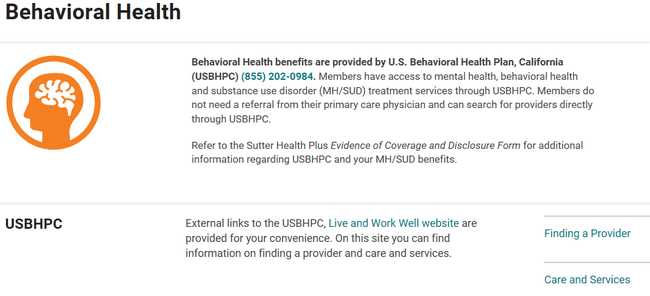 Behavioral Health
Behavioral Health benefits are provided by U.S. Behavioral Health Plan, California
(USBHPC) (855) 202-0984. Members have access to mental health, behavioral health
and substance use disorder (MH/SUD) treatment services through USBHPC. Members do
not need a referral from their primary care physician and can search for providers directly
through USBHPC.
Refer to the Sutter Health Plus Evidence of Coverage and Disclosure Form for additional
information regarding USBHPC and your MH/SUD benefits.
USBHPC
External links to the USBHPC, Live and Work Well website are
provided for your convenience. On this site you can find
information on finding a provider and care and services.
Finding a Provider
Care and Services